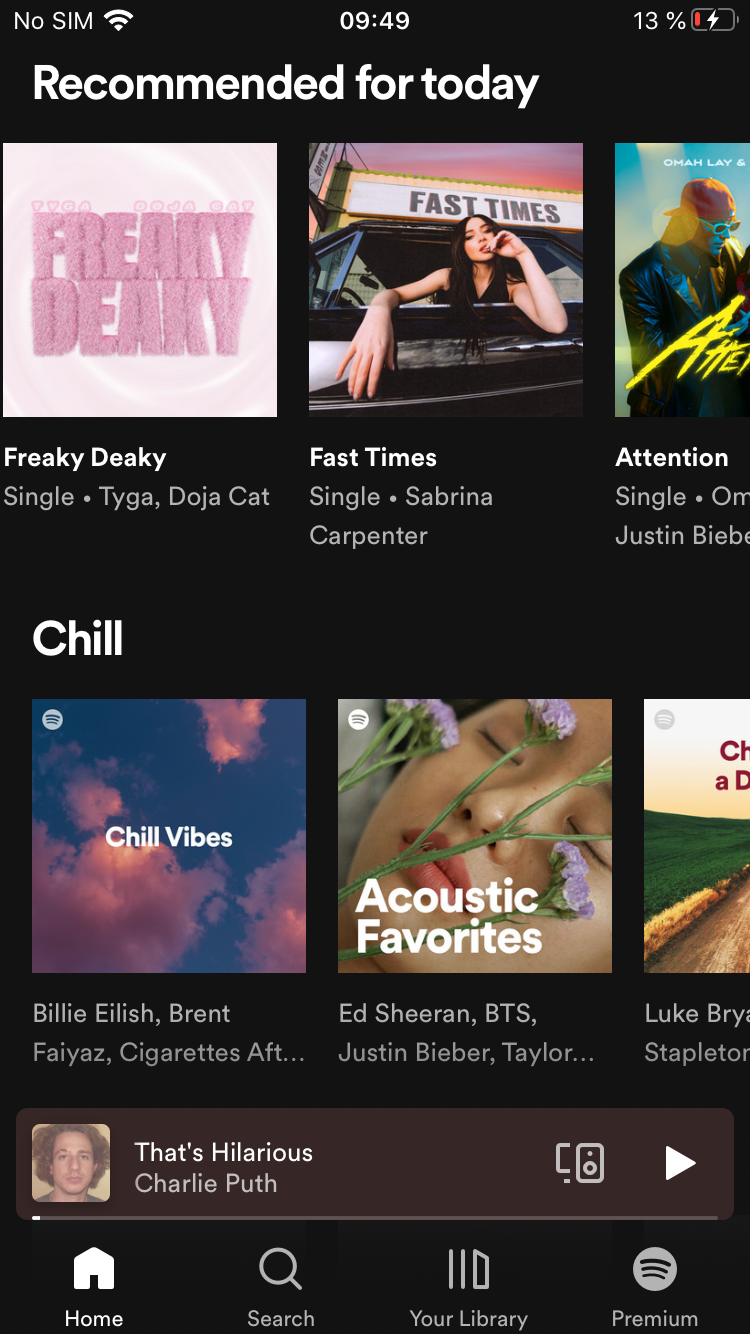 No SIM 09:49 13 %
Recommended for today
TYGA DOJA CAT
FREAKY
DEAKY
FAST TIMES
OMAH LAY &
Freaky Deaky
Single • Tyga, Doja Cat
Fast Times
Single • Sabrina
Carpenter
Attention
Single • Om
Justin Biebe
Chill
Chill Vibes
Acoustic
Favorites
Ch
a D
Billie Eilish, Brent
Faiyaz, Cigarettes Aft...
Ed Sheeran, BTS,
Justin Bieber, Taylor...
Luke Brya
Stapleton
That's Hilarious
Charlie Puth
Home
Search
Your Library
Premium